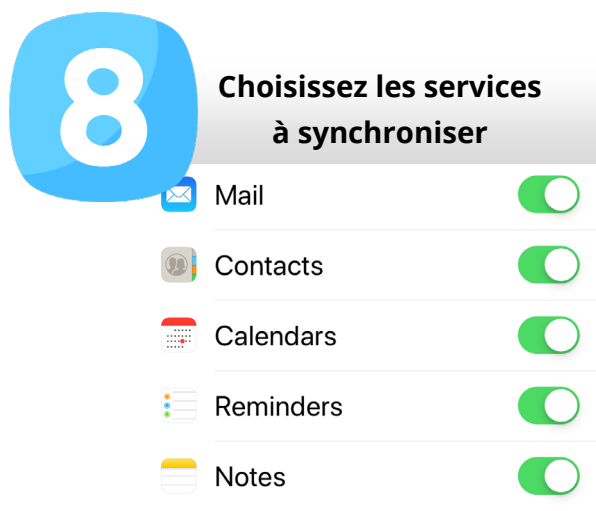 8
Choisissez les services
à synchroniser
Mail
Contacts
Calendars
Reminders
Notes